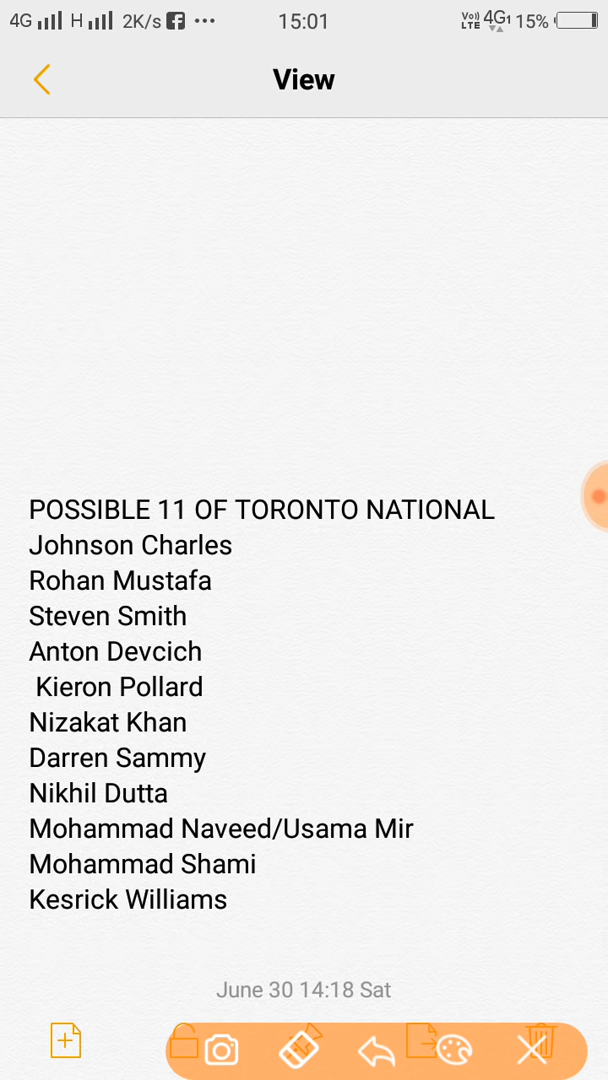 4G H 2K/s ••• 15:01 Vo)) LTE 4G1 15%
View
POSSIBLE 11 OF TORONTO NATIONAL
Johnson Charles
Rohan Mustafa
Steven Smith
Anton Devcich
Kieron Pollard
Nizakat Khan
Darren Sammy
Nikhil Dutta
Mohammad Naveed/Usama Mir
Mohammad Shami
Kesrick Williams
June 30 14:18 Sat